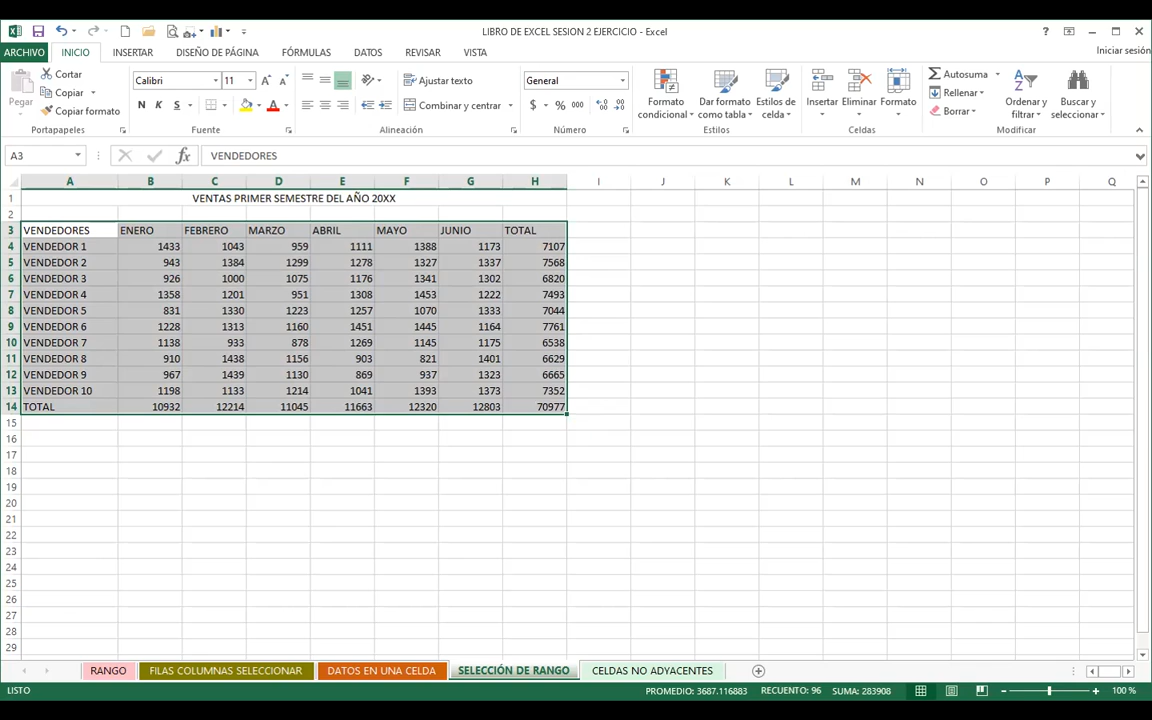 LIBRO DE EXCEL SESION 2 EJERCICIO - Excel
ARCHIVO INICIO INSERTAR DISEÑO DE PÁGINA FÓRMULAS DATOS REVISAR VISTA Iniciar sesión
Pegar Cortar Copiar Copiar formato Portapapeles
Calibri 11 N K S Fuente
Ajustar texto Combinar y centrar Alineación
General $ % 000 Número
Formato condicional Dar formato como tabla Estilos de celda Estilos
Insertar Eliminar Formato Celdas
Autosuma Rellenar Borrar Ordenar y filtrar Buscar y seleccionar Modificar
A3 fx VENDEDORES
A B C D E F G H I J K L M N O P Q
1 VENTAS PRIMER SEMESTRE DEL AÑO 20XX
2
3 VENDEDORES ENERO FEBRERO MARZO ABRIL MAYO JUNIO TOTAL
4 VENDEDOR 1 1433 1043 959 1111 1388 1173 7107
5 VENDEDOR 2 943 1384 1299 1278 1327 1337 7568
6 VENDEDOR 3 926 1000 1075 1176 1341 1302 6820
7 VENDEDOR 4 1358 1201 951 1308 1453 1222 7493
8 VENDEDOR 5 831 1330 1223 1257 1070 1333 7044
9 VENDEDOR 6 1228 1313 1160 1451 1445 1164 7761
10 VENDEDOR 7 1138 933 878 1269 1145 1175 6538
11 VENDEDOR 8 910 1438 1156 903 821 1401 6629
12 VENDEDOR 9 967 1439 1130 869 937 1323 6665
13 VENDEDOR 10 1198 1133 1214 1041 1393 1373 7352
14 TOTAL 10932 12214 11045 11663 12320 12803 70977
15
16
17
18
19
20
21
22
23
24
25
26
27
28
29
RANGO FILAS COLUMNAS SELECCIONAR DATOS EN UNA CELDA SELECCIÓN DE RANGO CELDAS NO ADYACENTES
LISTO PROMEDIO: 3687.116883 RECUENTO: 96 SUMA: 283908 100 %